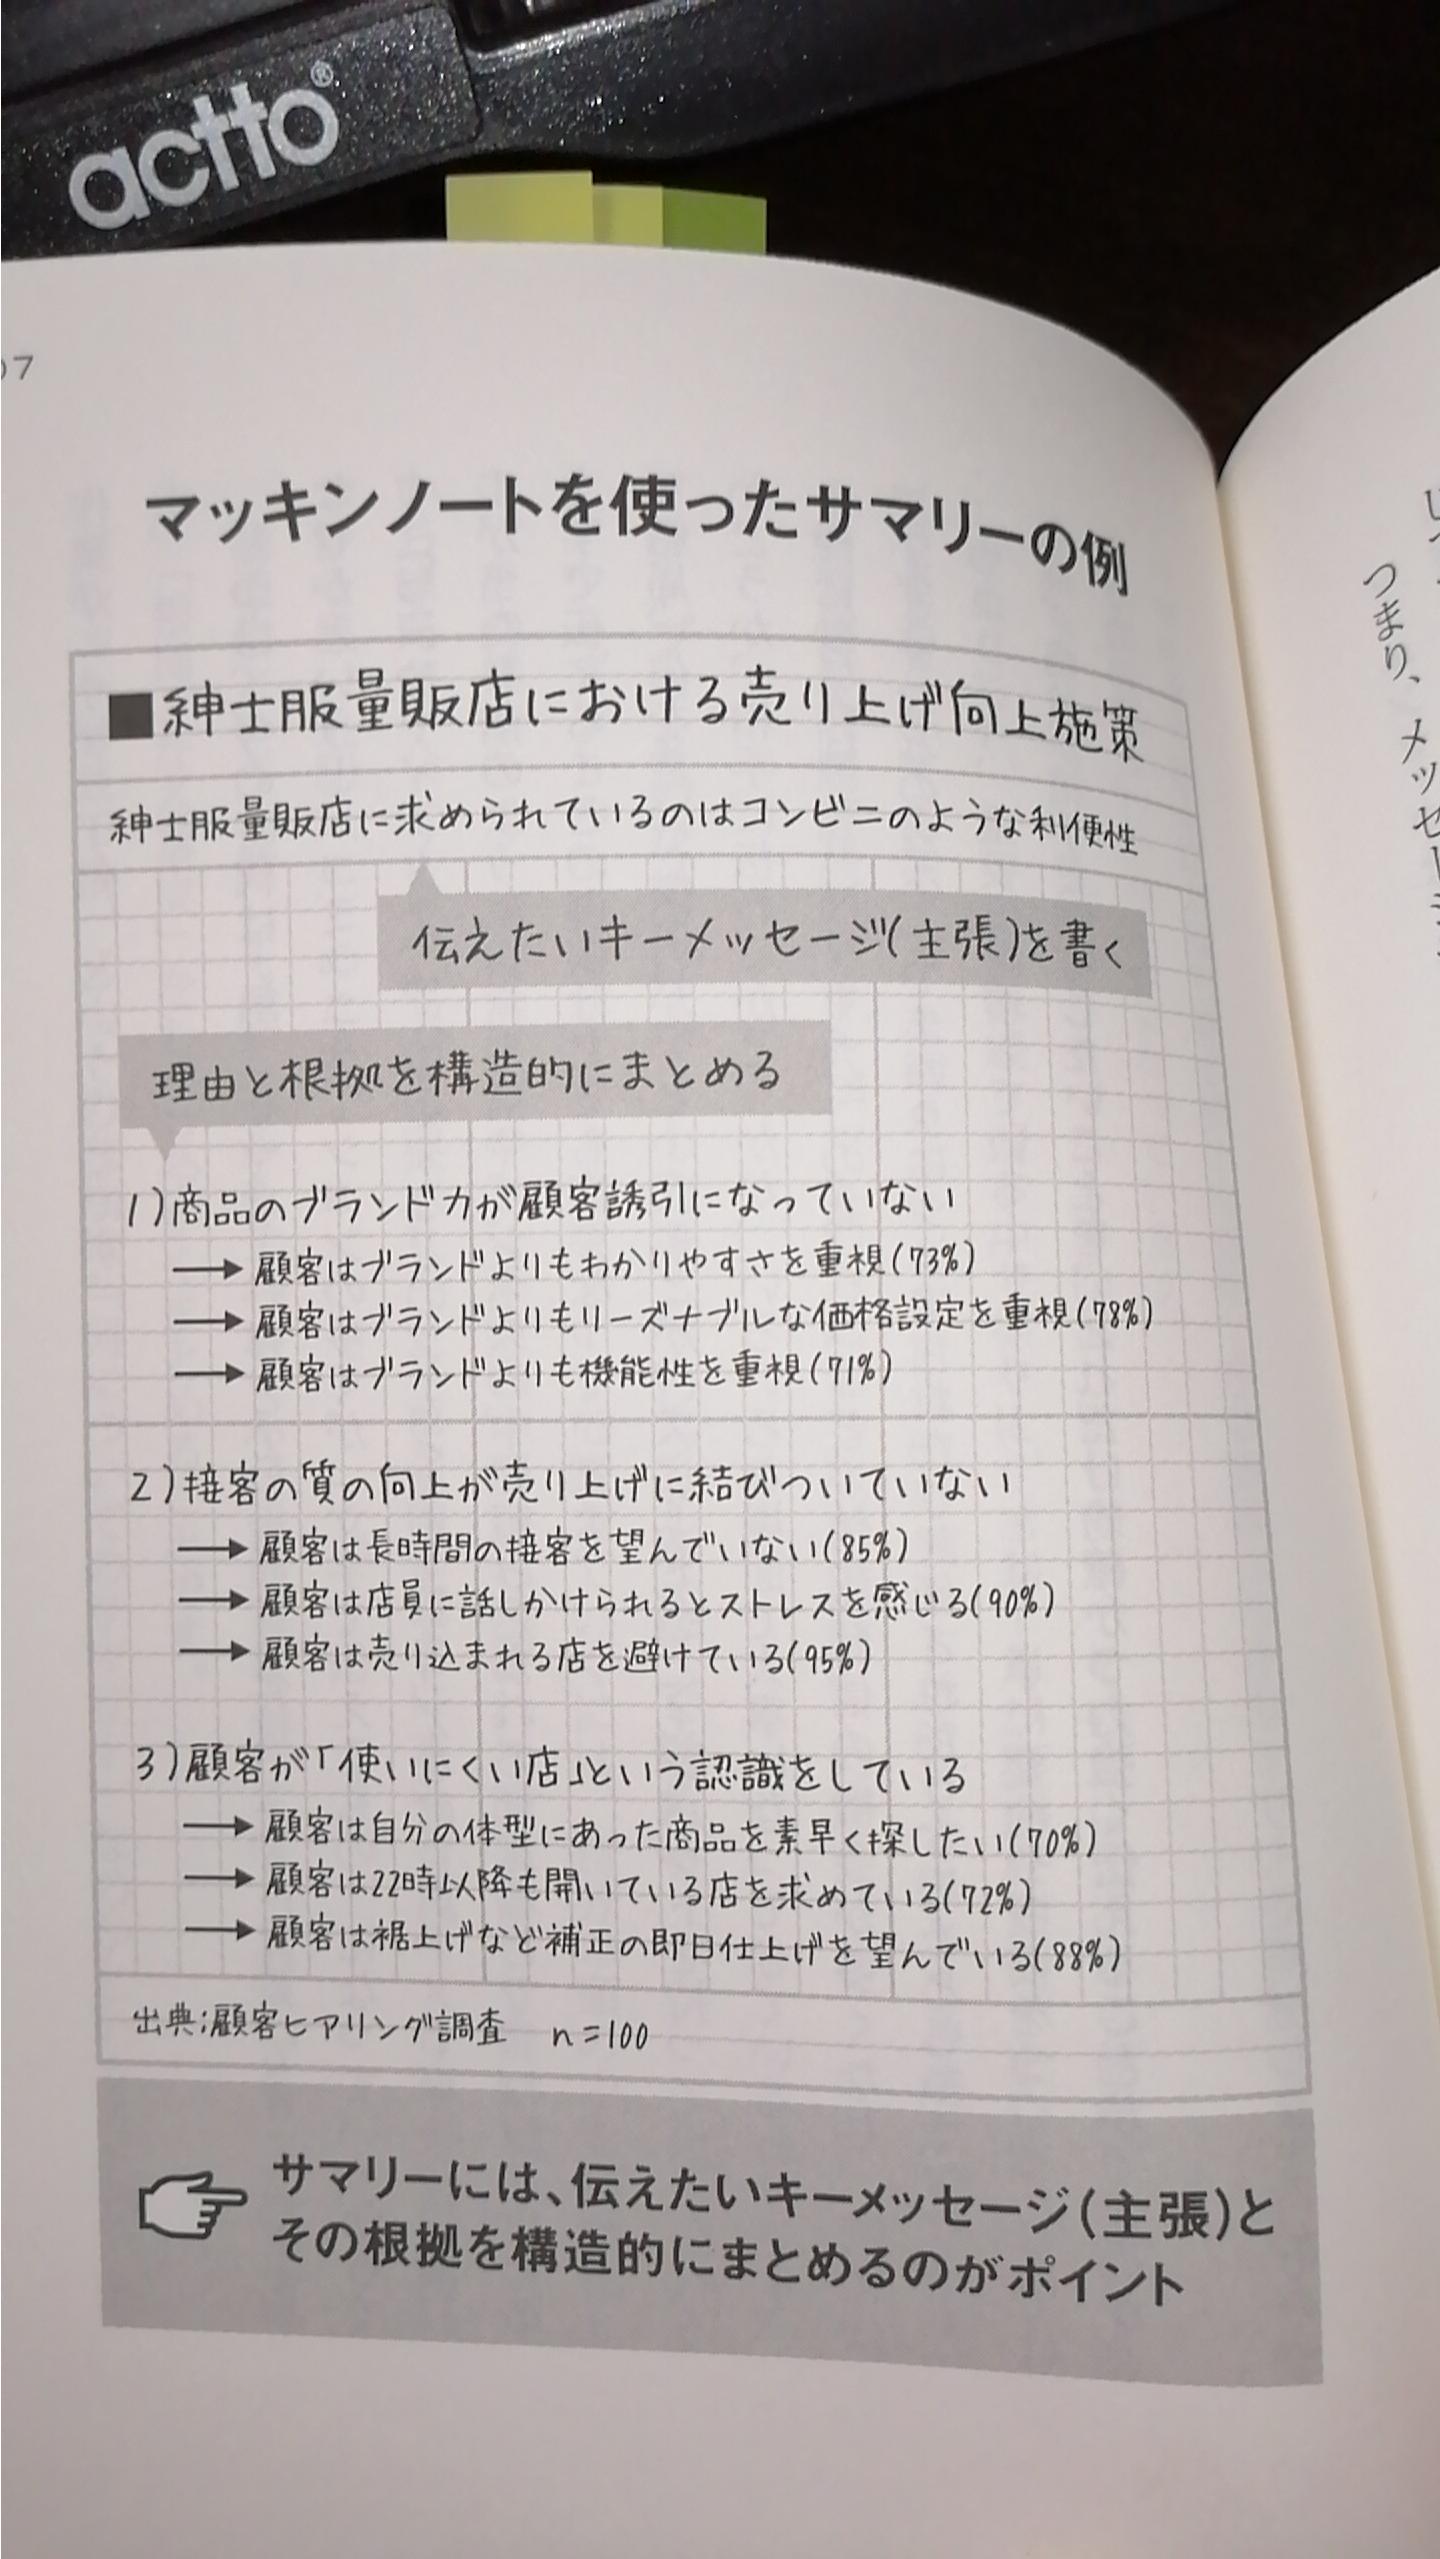 actto®
07
マッキンノートを使ったサマリーの例
■紳士服量販店における売り上げ向上施策
紳士服量販店に求められているのはコンビニのような利便性
伝えたいキーメッセージ(主張)を書く
理由と根拠を構造的にまとめる
1)商品のブランド力が顧客誘引になっていない
→顧客はブランドよりもわかりやすさを重視(73%)
→顧客はブランドよりもリーズナブルな価格設定を重視(78%)
→顧客はブランドよりも機能性を重視(71%)
2)接客の質の向上が売り上げに結びついていない
→顧客は長時間の接客を望んでいない(85%)
→顧客は店員に話しかけられるとストレスを感じる(90%)
→顧客は売り込まれる店を避けている(95%)
3)顧客が「使いにくい店」という認識をしている
→顧客は自分の体型にあった商品を素早く探したい(70%)
→顧客は22時以降も開いている店を求めている(72%)
→顧客は裾上げなど補正の即日仕上げを望んでいる(88%)
出典:顧客ヒアリング調査 n=100
サマリーには、伝えたいキーメッセージ(主張)と
その根拠を構造的にまとめるのがポイント
つまり、メッセージ